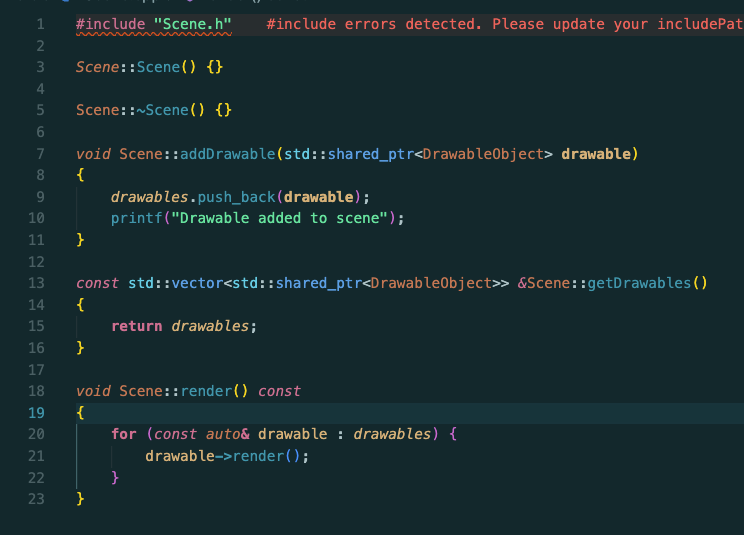 1 #include "Scene.h" #include errors detected. Please update your includePat
2
3 Scene::Scene() {}
4
5 Scene::~Scene() {}
6
7 void Scene::addDrawable(std::shared_ptr<DrawableObject> drawable)
8 {
9     drawables.push_back(drawable);
10     printf("Drawable added to scene");
11 }
12
13 const std::vector<std::shared_ptr<DrawableObject>> &Scene::getDrawables()
14 {
15     return drawables;
16 }
17
18 void Scene::render() const
19 {
20     for (const auto& drawable : drawables) {
21         drawable->render();
22     }
23 }